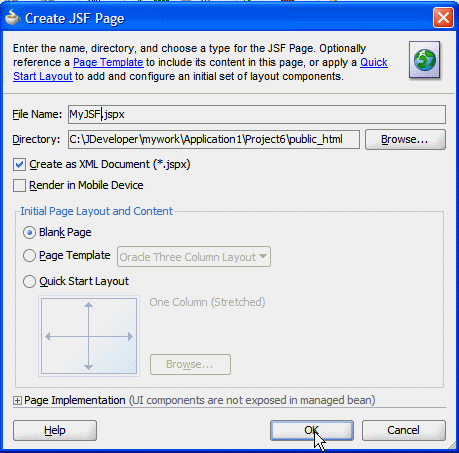 Create JSF Page
Enter the name, directory, and choose a type for the JSF Page. Optionally
reference a Page Template to include its content in this page, or apply a Quick
Start Layout to add and configure an initial set of layout components.
File Name: MyJSF.jspx
Directory: C:\JDeveloper\mywork\Application1\Project6\public_html Browse...
Create as XML Document (*.jspx)
Render in Mobile Device
Initial Page Layout and Content
Blank Page
Page Template Oracle Three Column Layout
Quick Start Layout
One Column (Stretched)
Browse...
Page Implementation (UI components are not exposed in managed bean)
Help OK Cancel